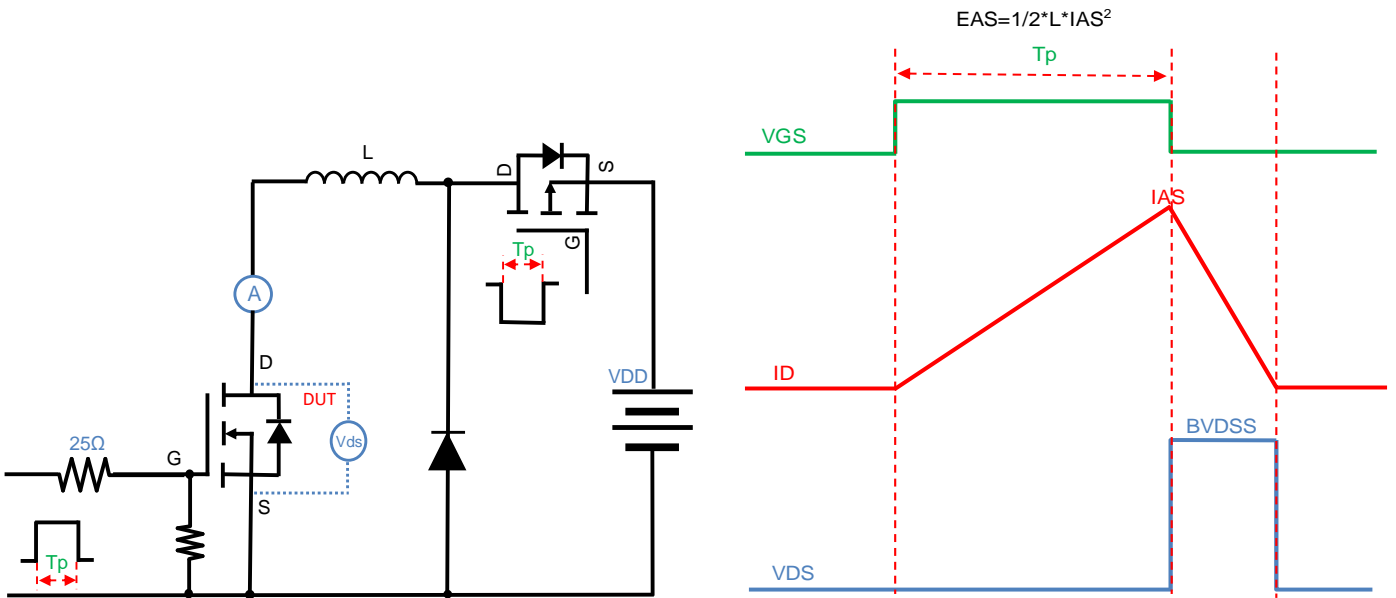 L
D
S
G
Tp
A
D
DUT
Vds
VDD
25Ω
G
S
Tp
EAS=1/2*L*IAS²
Tp
VGS
IAS
ID
BVDSS
VDS